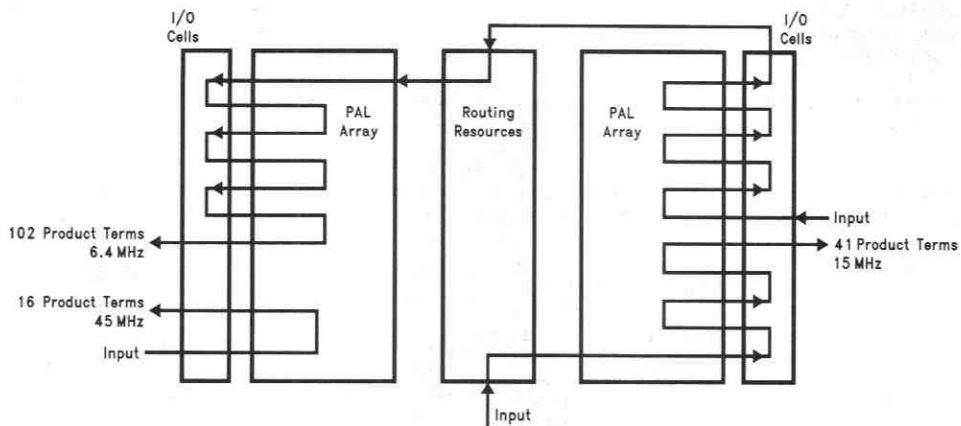 I/O
Cells
I/O
Cells
PAL
Array
Routing
Resources
PAL
Array
Input
102 Product Terms
6.4 MHz
41 Product Terms
15 MHz
16 Product Terms
45 MHz
Input
Input